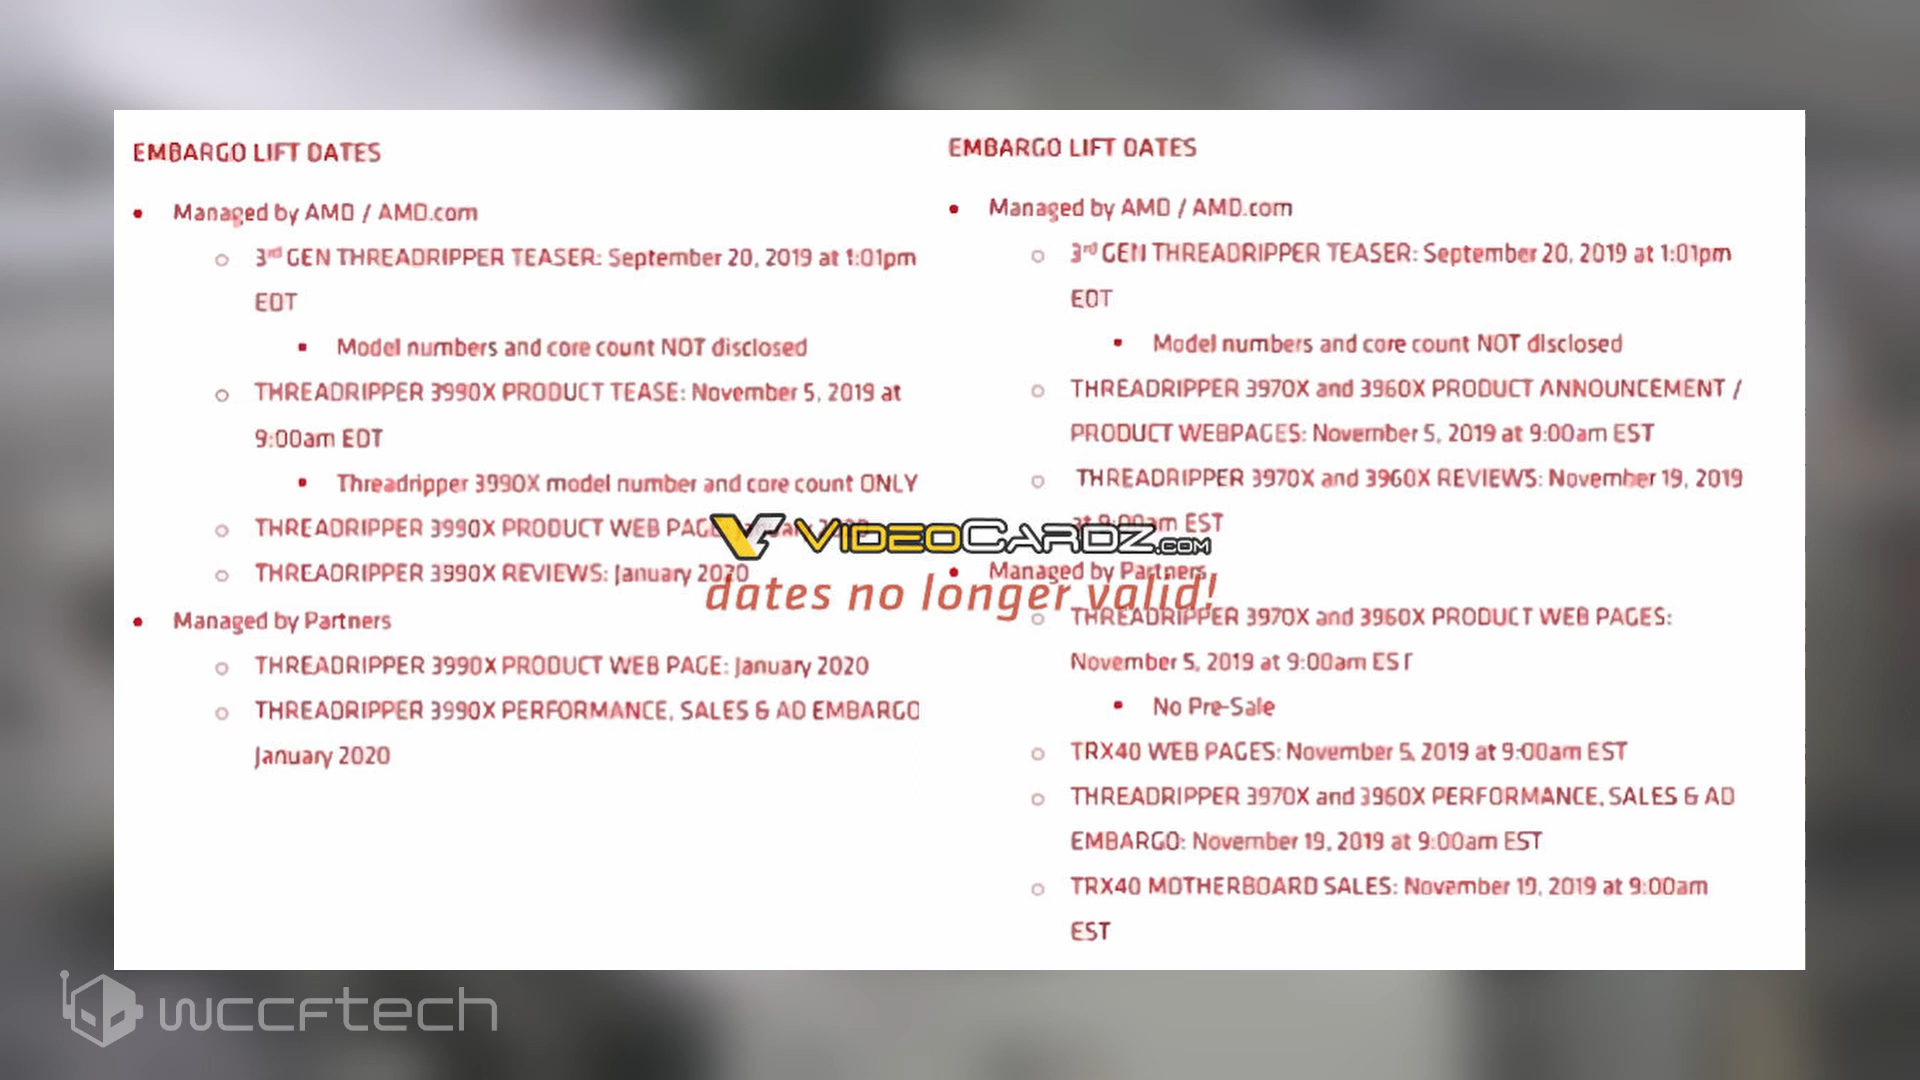 EMBARGO LIFT DATES
• Managed by AMD / AMD.com
○ 3rd GEN THREADRIPPER TEASER: September 20, 2019 at 1:01pm
EDT
▪ Model numbers and core count NOT disclosed
○ THREADRIPPER 3990X PRODUCT TEASE: November 5, 2019 at
9:00am EDT
▪ Threadripper 3990X model number and core count ONLY
○ THREADRIPPER 3990X PRODUCT WEB PAGE: January 2020
○ THREADRIPPER 3990X REVIEWS: January 2020
• Managed by Partners
○ THREADRIPPER 3990X PRODUCT WEB PAGE: January 2020
○ THREADRIPPER 3990X PERFORMANCE, SALES & AD EMBARGO
January 2020
EMBARGO LIFT DATES
• Managed by AMD / AMD.com
○ 3rd GEN THREADRIPPER TEASER: September 20, 2019 at 1:01pm
EDT
▪ Model numbers and core count NOT disclosed
○ THREADRIPPER 3970X and 3960X PRODUCT ANNOUNCEMENT /
PRODUCT WEBPAGES: November 5, 2019 at 9:00am EST
○ THREADRIPPER 3970X and 3960X REVIEWS: November 19, 2019
at 9:00am EST
• Managed by Partners
○ THREADRIPPER 3970X and 3960X PRODUCT WEB PAGES:
November 5, 2019 at 9:00am EST
▪ No Pre-Sale
○ TRX40 WEB PAGES: November 5, 2019 at 9:00am EST
○ THREADRIPPER 3970X and 3960X PERFORMANCE, SALES & AD
EMBARGO: November 19, 2019 at 9:00am EST
○ TRX40 MOTHERBOARD SALES: November 19, 2019 at 9:00am
EST
VIDEOCARDZ.COM
dates no longer valid!
wccftech